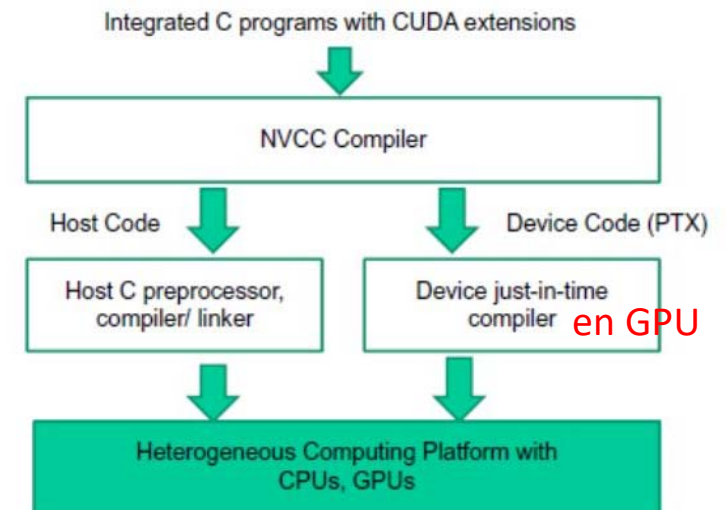 Integrated C programs with CUDA extensions
NVCC Compiler
Host Code
Device Code (PTX)
Host C preprocessor,
compiler/ linker
Device just-in-time
compiler
en GPU
Heterogeneous Computing Platform with
CPUs, GPUs